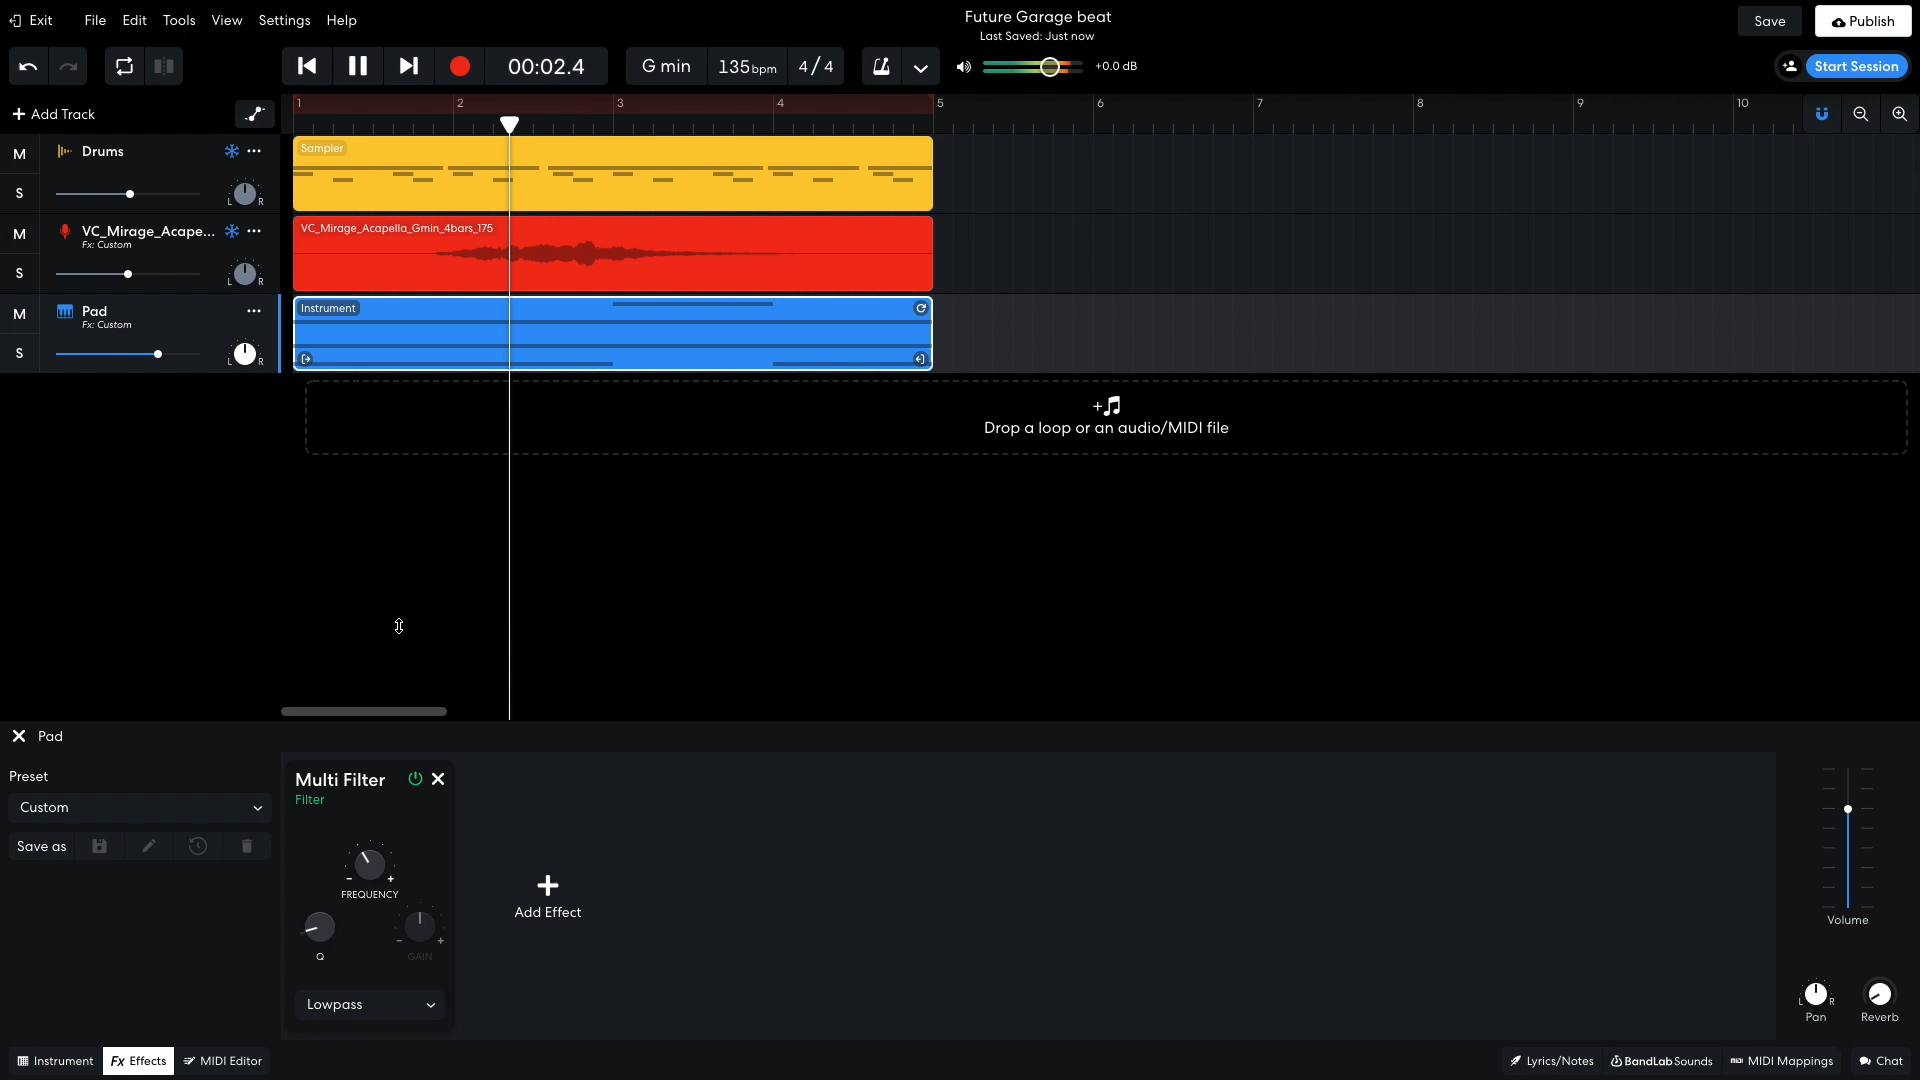 Exit File Edit Tools View Settings Help
Future Garage beat
Last Saved: Just now
Save Publish
00:02.4 G min 135bpm 4/4 +0.0 dB Start Session
Add Track
1 2 3 4 5 6 7 8 9 10
M Drums
S L R
Sampler
M VC_Mirage_Acape...
Fx: Custom
S L R
VC_Mirage_Acapella_Gmin_4bars_175
M Pad
Fx: Custom
S L R
Instrument
Drop a loop or an audio/MIDI file
Pad
Preset
Custom
Save as
Multi Filter
Filter
FREQUENCY
Q GAIN
Lowpass
Add Effect
Volume
L R
Pan Reverb
Instrument Fx Effects MIDI Editor
Lyrics/Notes BandLab Sounds MIDI Mappings Chat